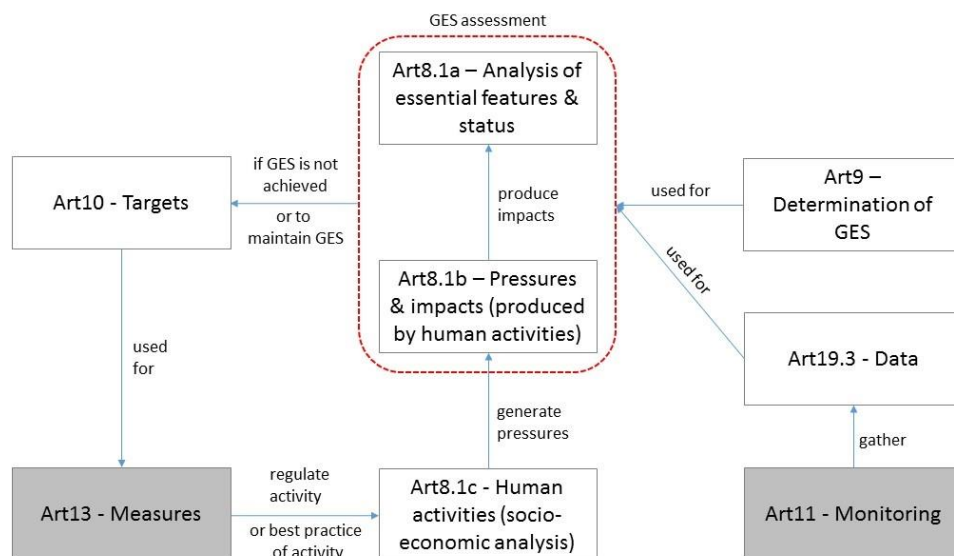 GES assessment
Art8.1a – Analysis of
essential features &
status
if GES is not
achieved
or to
maintain GES
Art10 - Targets
produce
impacts
used for
Art9 –
Determination of
GES
used for
Art8.1b – Pressures
& impacts (produced
by human activities)
Art19.3 - Data
used
for
generate
pressures
gather
Art13 - Measures
regulate
activity
or best practice
of activity
Art8.1c - Human
activities (socio-
economic analysis)
Art11 - Monitoring